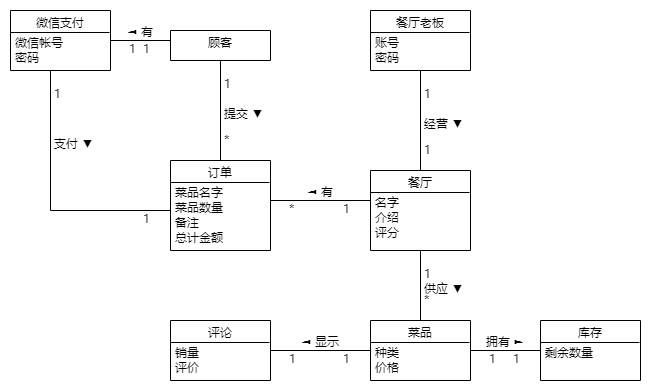 微信支付
微信帐号
密码
◄ 有
1 1
顾客
餐厅老板
账号
密码
1
支付 ▼
1
1
提交 ▼
*
1
经营 ▼
1
订单
菜品名字
菜品数量
备注
总计金额
◄ 有
* 1
餐厅
名字
介绍
评分
1
供应 ▼
*
评论
销量
评价
◄ 显示
1 1
菜品
种类
价格
拥有 ►
1 1
库存
剩余数量